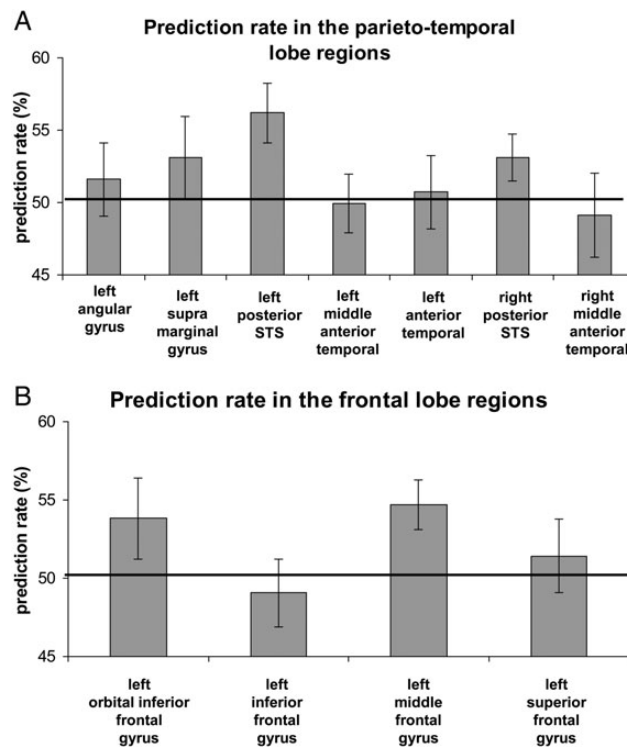 A
Prediction rate in the parieto-temporal
lobe regions
prediction rate (%)
60
55
50
45
left
angular
gyrus
left
supra
marginal
gyrus
left
posterior
STS
left
middle
anterior
temporal
left
anterior
temporal
right
posterior
STS
right
middle
anterior
temporal
B
Prediction rate in the frontal lobe regions
prediction rate (%)
60
55
50
45
left
orbital inferior
frontal
gyrus
left
inferior
frontal
gyrus
left
middle
frontal
gyrus
left
superior
frontal
gyrus